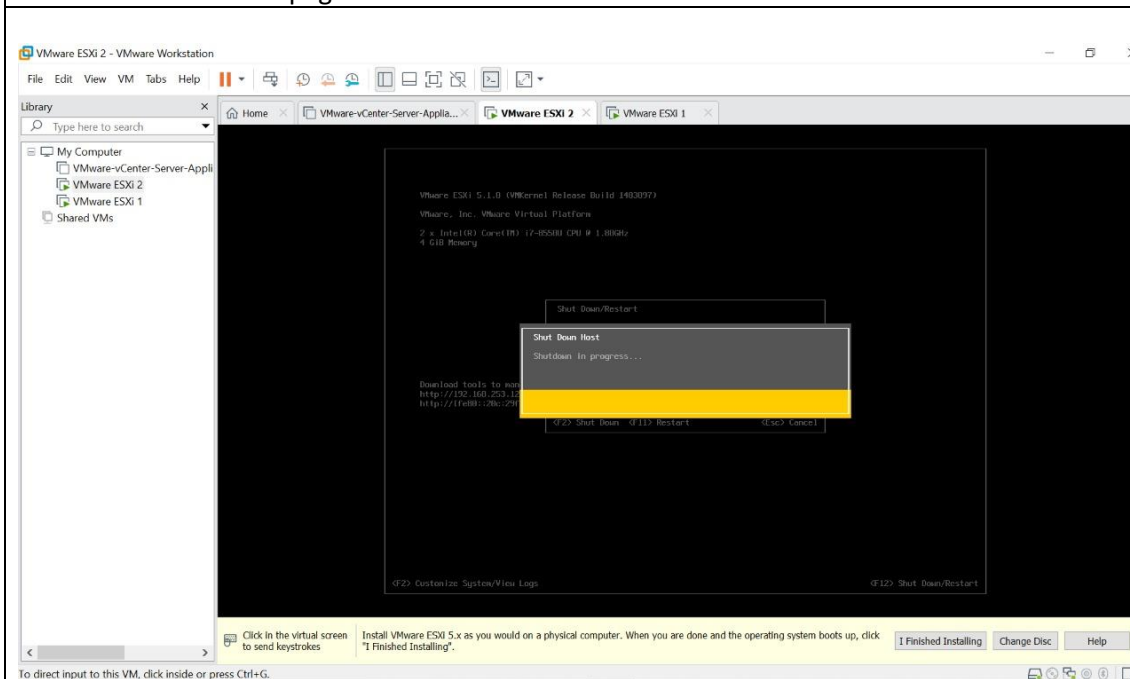 VMware ESXi 2 - VMware Workstation
File Edit View VM Tabs Help
Library
Type here to search
Home
VMware-vCenter-Server-Applia...
VMware ESXi 2
VMware ESXi 1
My Computer
VMware-vCenter-Server-Appli
VMware ESXi 2
VMware ESXi 1
Shared VMs
VMware ESXi 5.1.0 (VMKernel Release Build 1483097)
VMware, Inc. VMware Virtual Platform
2 x Intel(R) Core(TM) i7-8550U CPU @ 1.80GHz
4 GiB Memory
Shut Down/Restart
Shut Down Host
Shutdown in progress...
Download tools to man
http://192.168.253.12
<F2> Shut Down <F11> Restart <Esc> Cancel
<F2> Customize System/View Logs
<F12> Shut Down/Restart
Click in the virtual screen
to send keystrokes
Install VMware ESXi 5.x as you would on a physical computer. When you are done and the operating system boots up, click
"I Finished Installing".
I Finished Installing
Change Disc
Help
To direct input to this VM, click inside or press Ctrl+G.